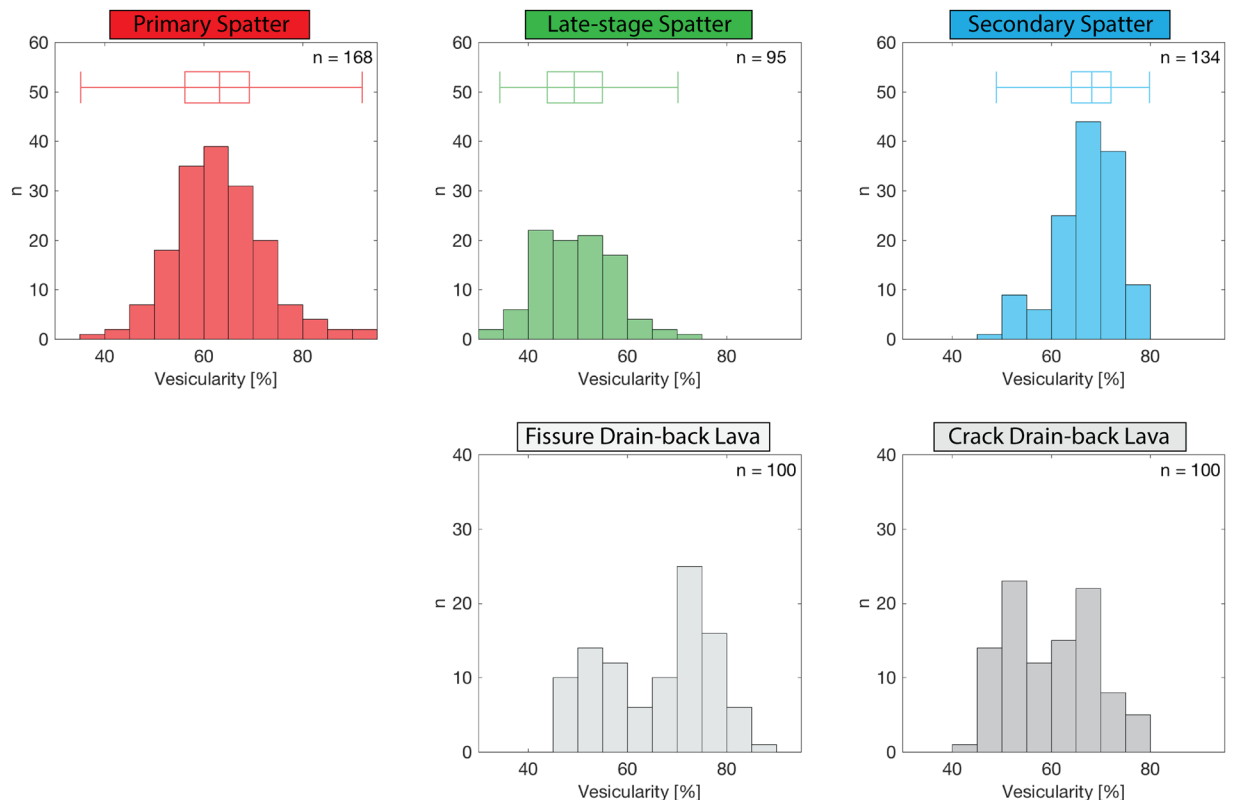 Primary Spatter
Late-stage Spatter
Secondary Spatter
60
50
40
30
20
10
0
n
n = 168
40
60
80
Vesicularity [%]
60
50
40
30
20
10
0
n
n = 95
40
60
80
Vesicularity [%]
60
50
40
30
20
10
0
n
n = 134
40
60
80
Vesicularity [%]
Fissure Drain-back Lava
Crack Drain-back Lava
40
30
20
10
0
n
n = 100
40
60
80
Vesicularity [%]
40
30
20
10
0
n
n = 100
40
60
80
Vesicularity [%]